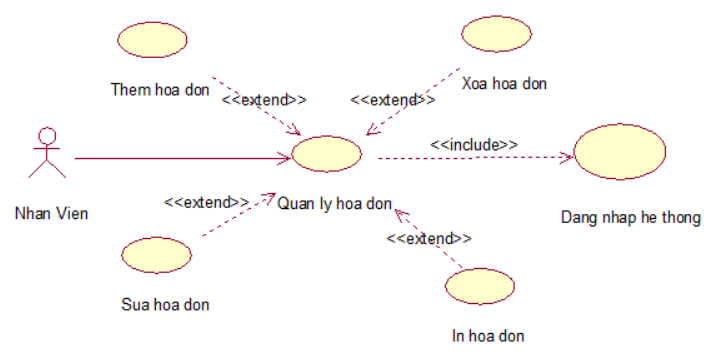 Them hoa don
Xoa hoa don
<<extend>>
<<extend>>
<<include>>
Nhan Vien
Quan ly hoa don
Dang nhap he thong
<<extend>>
<<extend>>
Sua hoa don
In hoa don